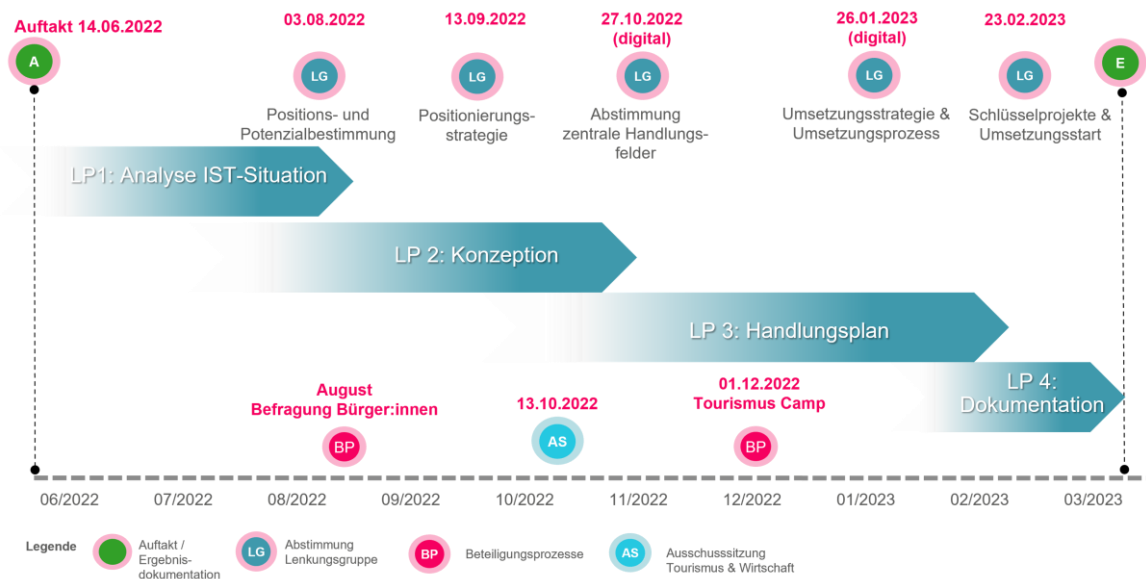 Auftakt 14.06.2022
A
03.08.2022
LG
Positions- und
Potenzialbestimmung
13.09.2022
LG
Positionierungs-
strategie
27.10.2022
(digital)
LG
Abstimmung
zentrale Handlungs-
felder
26.01.2023
(digital)
LG
Umsetzungsstrategie &
Umsetzungsprozess
23.02.2023
LG
Schlüsselprojekte &
Umsetzungsstart
E
LP1: Analyse IST-Situation
LP 2: Konzeption
LP 3: Handlungsplan
LP 4:
Dokumentation
August
Befragung Bürger:innen
BP
13.10.2022
AS
01.12.2022
Tourismus Camp
BP
06/2022 07/2022 08/2022 09/2022 10/2022 11/2022 12/2022 01/2023 02/2023 03/2023
Legende
Auftakt /
Ergebnis-
dokumentation
LG
Abstimmung
Lenkungsgruppe
BP
Beteiligungsprozesse
AS
Ausschusssitzung
Tourismus & Wirtschaft